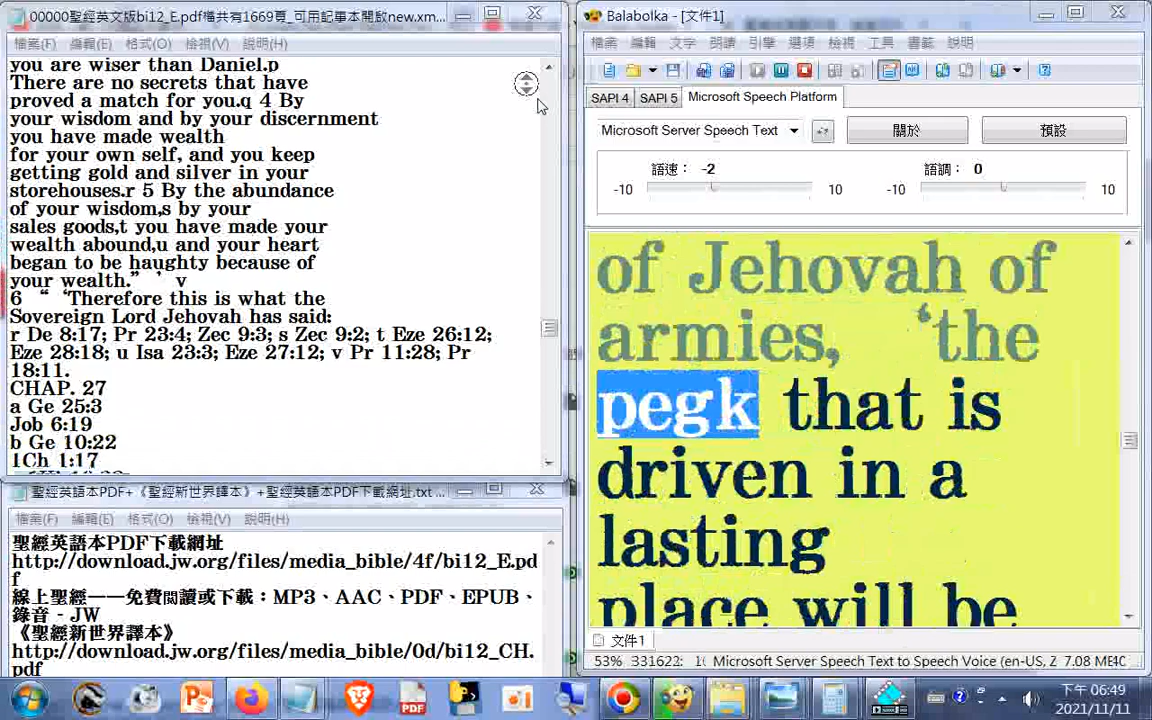 00000聖經英文版bi12_E.pdf檔共有1669頁_可用記事本開啟new.xm...
檔案(F) 編輯(E) 格式(O) 檢視(V) 說明(H)
you are wiser than Daniel.p
There are no secrets that have
proved a match for you.q 4 By
your wisdom and by your discernment
you have made wealth
for your own self, and you keep
getting gold and silver in your
storehouses.r 5 By the abundance
of your wisdom,s by your
sales goods,t you have made your
wealth abound,u and your heart
began to be haughty because of
your wealth.” ’ v
6 “ ‘Therefore this is what the
Sovereign Lord Jehovah has said:
r De 8:17; Pr 23:4; Zec 9:3; s Zec 9:2; t Eze 26:12;
Eze 28:18; u Isa 23:3; Eze 27:12; v Pr 11:28; Pr
18:11.
CHAP. 27
a Ge 25:3
Job 6:19
b Ge 10:22
1Ch 1:17
聖經英語本PDF+《聖經新世界譯本》+聖經英語本PDF下載網址.txt ...
檔案(F) 編輯(E) 格式(O) 檢視(V) 說明(H)
聖經英語本PDF下載網址
http://download.jw.org/files/media_bible/4f/bi12_E.pd
f
線上聖經——免費閱讀或下載：MP3、AAC、PDF、EPUB、
錄音 - JW
《聖經新世界譯本》
http://download.jw.org/files/media_bible/0d/bi12_CH.
pdf
Balabolka - [文件1]
檔案 編輯 文字 朗讀 引擎 選項 檢視 工具 書籤 說明
SAPI 4 SAPI 5 Microsoft Speech Platform
Microsoft Server Speech Text 關於 預設
語速： -2 語調： 0
-10 10 -10 10
of Jehovah of
armies, ‘the
pegk that is
driven in a
lasting
place will be
文件1
53% 331622: Microsoft Server Speech Text to Speech Voice (en-US, Z 7.08 ME
下午 06:49
2021/11/11